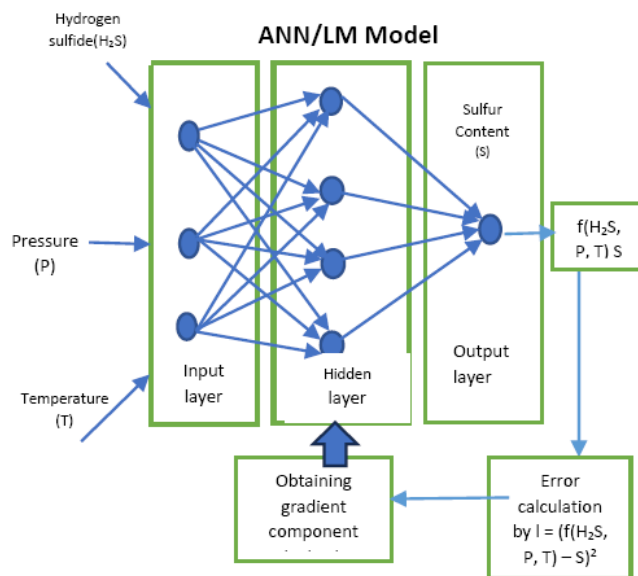 ANN/LM Model
Hydrogen
sulfide(H₂S)
Pressure
(P)
Temperature
(T)
Input
layer
Hidden
layer
Sulfur
Content
(S)
Output
layer
f(H₂S,
P, T) S
Error
calculation
by l = (f(H₂S,
P, T) – S)²
Obtaining
gradient
component